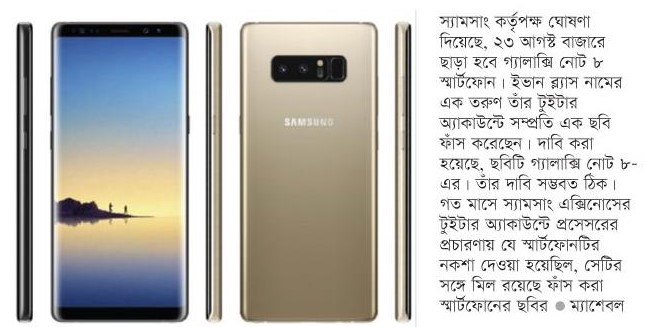 SAMSUNG
স্যামসাং কর্তৃপক্ষ ঘোষণা
দিয়েছে, ২৩ আগস্ট বাজারে
ছাড়া হবে গ্যালাক্সি নোট ৮
স্মার্টফোন। ইভান ব্ল্যাস নামের
এক তরুণ তাঁর টুইটার
অ্যাকাউন্টে সম্প্রতি এক ছবি
ফাঁস করেছেন। দাবি করা
হয়েছে, ছবিটি গ্যালাক্সি নোট ৮-
এর। তাঁর দাবি সম্ভবত ঠিক।
গত মাসে স্যামসাং এক্সিনোসের
টুইটার অ্যাকাউন্টে প্রসেসরের
প্রচারণায় যে স্মার্টফোনটির
নকশা দেওয়া হয়েছিল, সেটির
সঙ্গে মিল রয়েছে ফাঁস করা
স্মার্টফোনের ছবির ● ম্যাশেবল